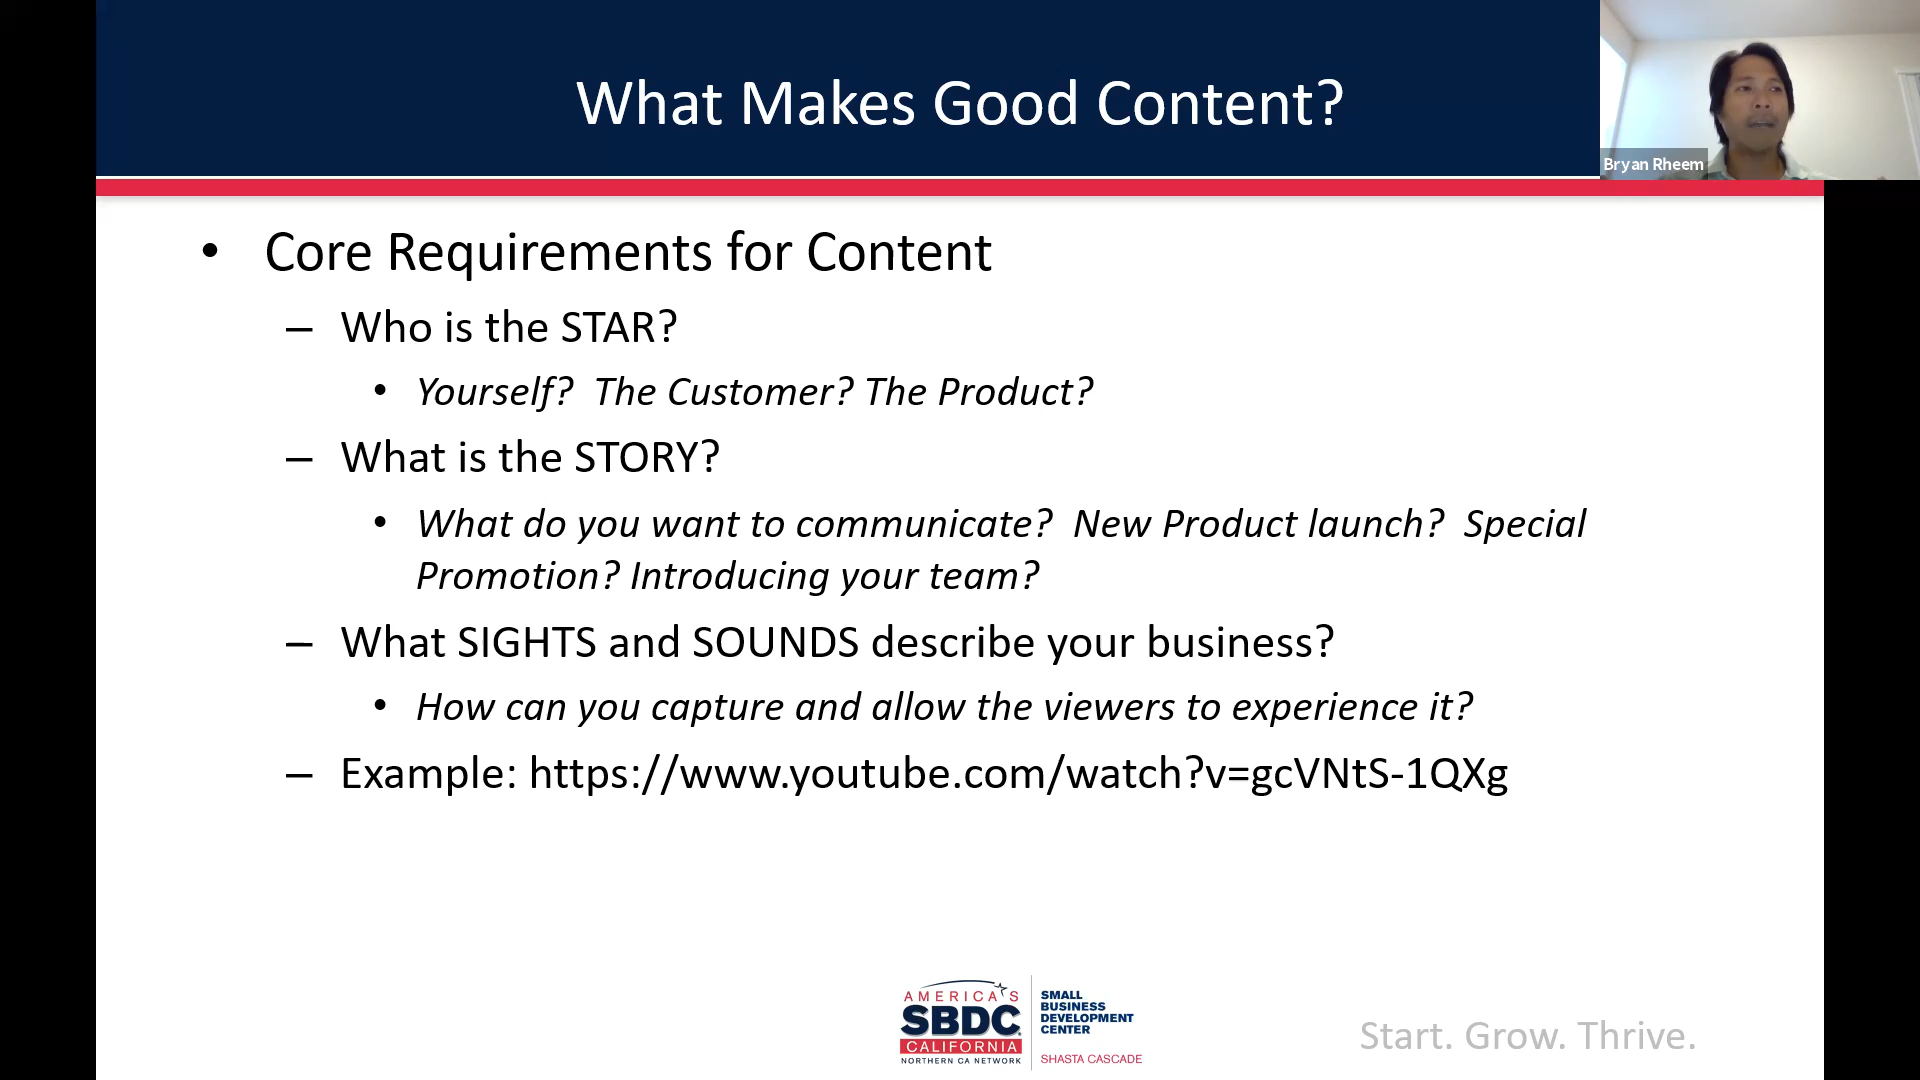 What Makes Good Content?
Bryan Rheem
• Core Requirements for Content
– Who is the STAR?
• Yourself?  The Customer? The Product?
– What is the STORY?
• What do you want to communicate?  New Product launch?  Special
Promotion? Introducing your team?
– What SIGHTS and SOUNDS describe your business?
• How can you capture and allow the viewers to experience it?
– Example: https://www.youtube.com/watch?v=gcVNtS-1QXg
AMERICA'S
SBDC
CALIFORNIA
NORTHERN CA NETWORK
SMALL
BUSINESS
DEVELOPMENT
CENTER
SHASTA CASCADE
Start. Grow. Thrive.